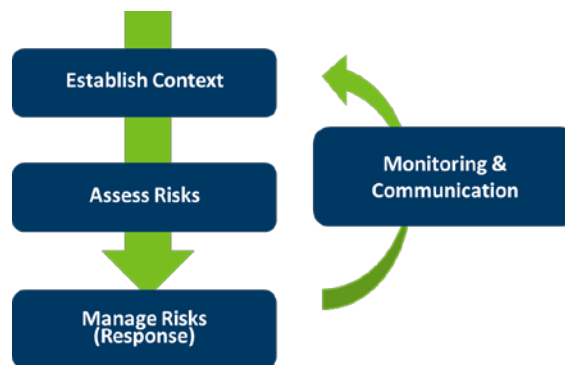 Establish Context
Assess Risks
Manage Risks
(Response)
Monitoring &
Communication